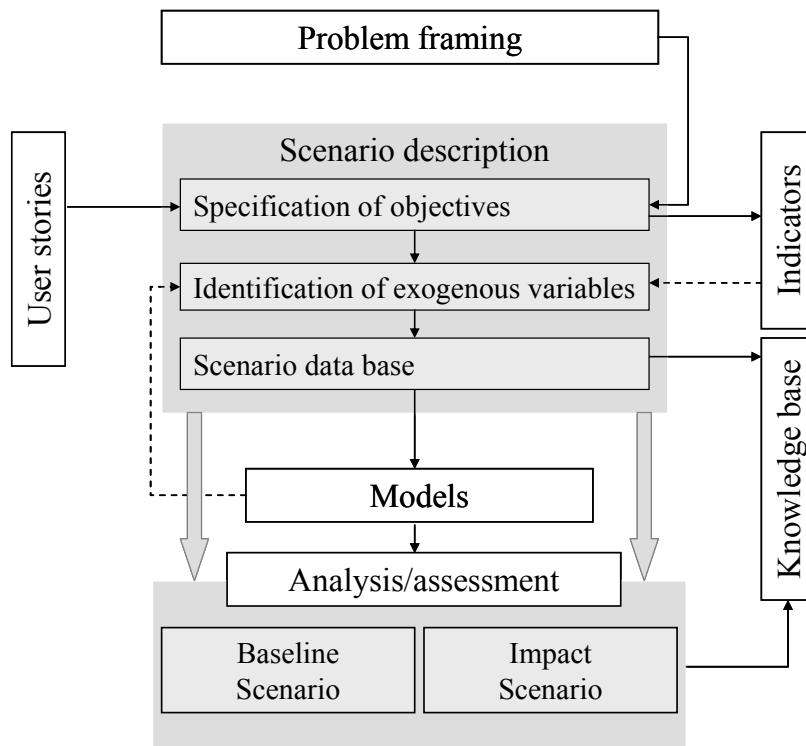 Problem framing
Scenario description
User stories
Specification of objectives
Indicators
Identification of exogenous variables
Scenario data base
Knowledge base
Models
Analysis/assessment
Baseline
Scenario
Impact
Scenario